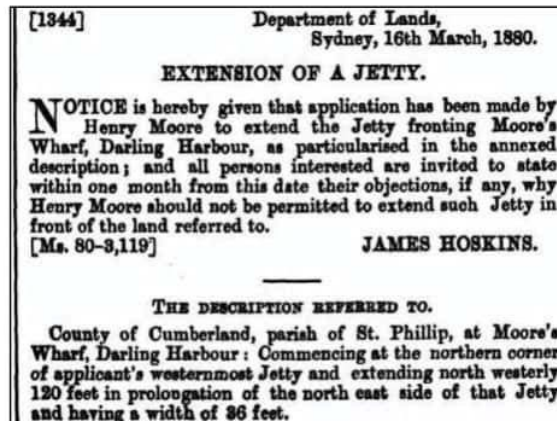 [1344]
Department of Lands,
Sydney, 16th March, 1880.
EXTENSION OF A JETTY.
NOTICE is hereby given that application has been made by
Henry Moore to extend the Jetty fronting Moore's
Wharf, Darling Harbour, as particularised in the annexed
description; and all persons interested are invited to state
within one month from this date their objections, if any, why
Henry Moore should not be permitted to extend such Jetty in
front of the land referred to.
[Ms. 80-3,119] JAMES HOSKINS.
THE DESCRIPTION REFERRED TO.
County of Cumberland, parish of St. Phillip, at Moore's
Wharf, Darling Harbour: Commencing at the northern corner
of applicant's westernmost Jetty and extending north westerly
120 feet in prolongation of the north east side of that Jetty
and having a width of 36 feet.